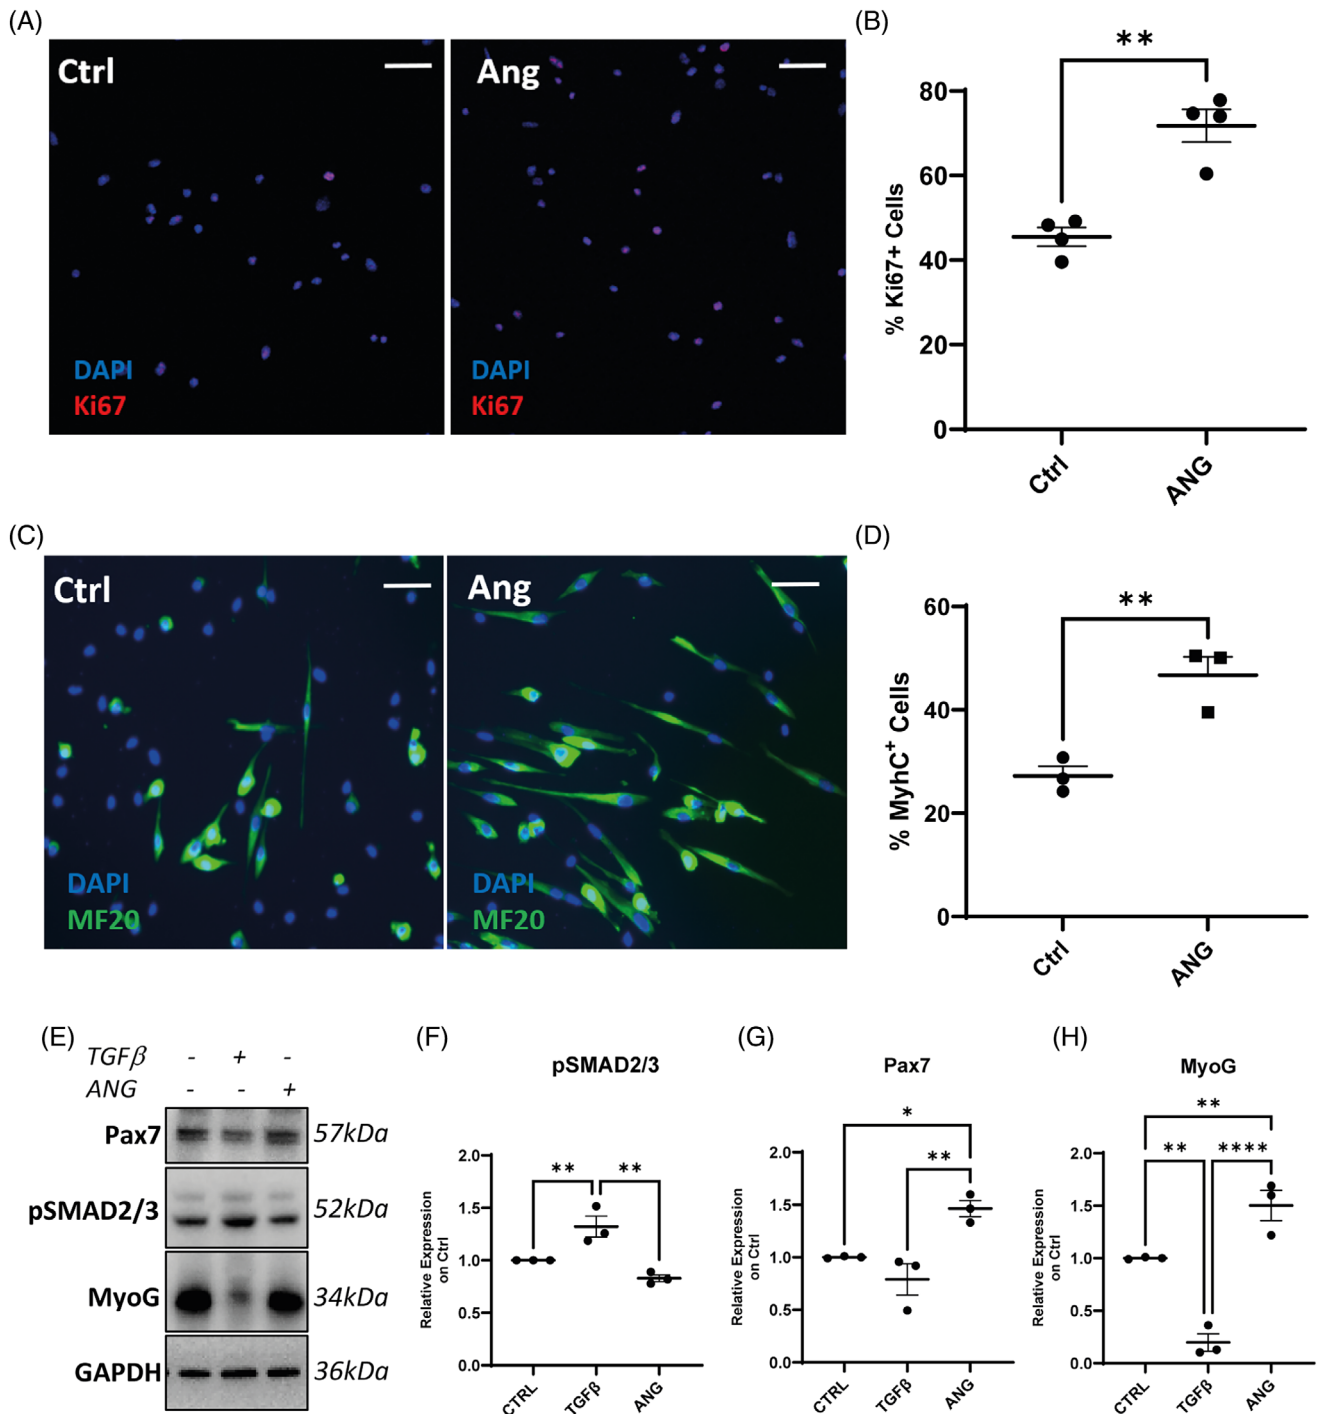 (A)
Ctrl
DAPI
Ki67
Ang
DAPI
Ki67
(B)
**
% Ki67+ Cells
80
60
40
20
0
Ctrl
ANG
(C)
Ctrl
DAPI
MF20
Ang
DAPI
MF20
(D)
**
% MyhC+ Cells
60
40
20
0
Ctrl
ANG
(E)
TGFβ - + -
ANG - - +
Pax7 57kDa
pSMAD2/3 52kDa
MyoG 34kDa
GAPDH 36kDa
(F)
pSMAD2/3
** **
Relative Expression
on Ctrl
2.0
1.5
1.0
0.5
0.0
CTRL
TGFβ
ANG
(G)
Pax7
*
**
Relative Expression
on Ctrl
2.0
1.5
1.0
0.5
0.0
CTRL
TGFβ
ANG
(H)
MyoG
**
** ****
Relative Expression
on Ctrl
2.0
1.5
1.0
0.5
0.0
CTRL
TGFβ
ANG